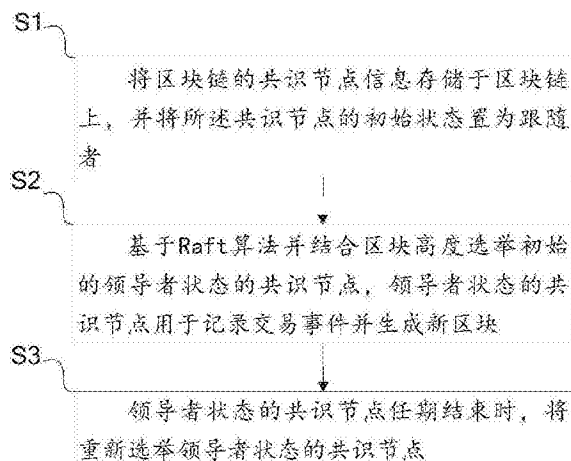 S1
将区块链的共识节点信息存储于区块链
上，并将所述共识节点的初始状态置为跟随
者
S2
基于Raft算法并结合区块高度选举初始
的领导者状态的共识节点，领导者状态的共
识节点用于记录交易事件并生成新区块
S3
领导者状态的共识节点任期结束时，将
重新选举领导者状态的共识节点